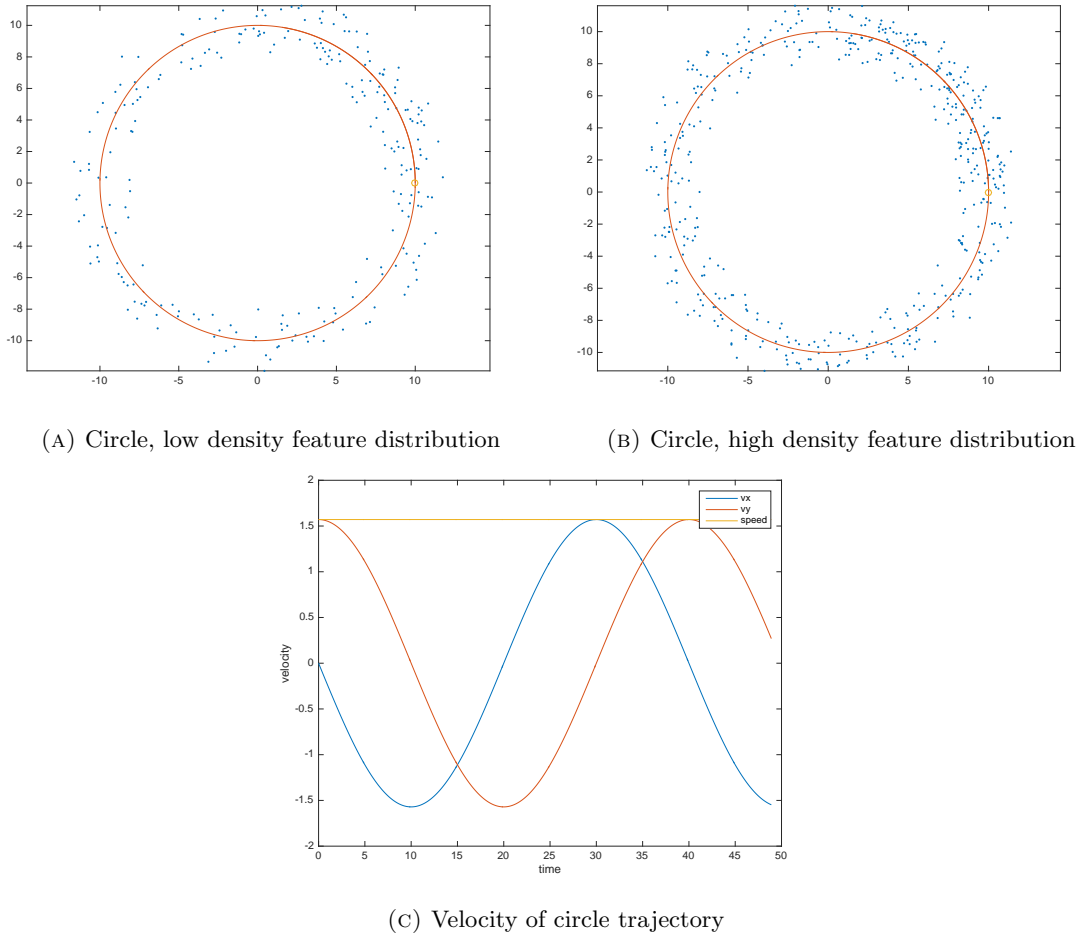 10
8
6
4
2
0
-2
-4
-6
-8
-10
-10 -5 0 5 10
10
8
6
4
2
0
-2
-4
-6
-8
-10
-10 -5 0 5 10
(A) Circle, low density feature distribution
(B) Circle, high density feature distribution
2
1.5
1
0.5
0
-0.5
-1
-1.5
-2
velocity
vx
vy
speed
0 5 10 15 20 25 30 35 40 45 50
time
(C) Velocity of circle trajectory